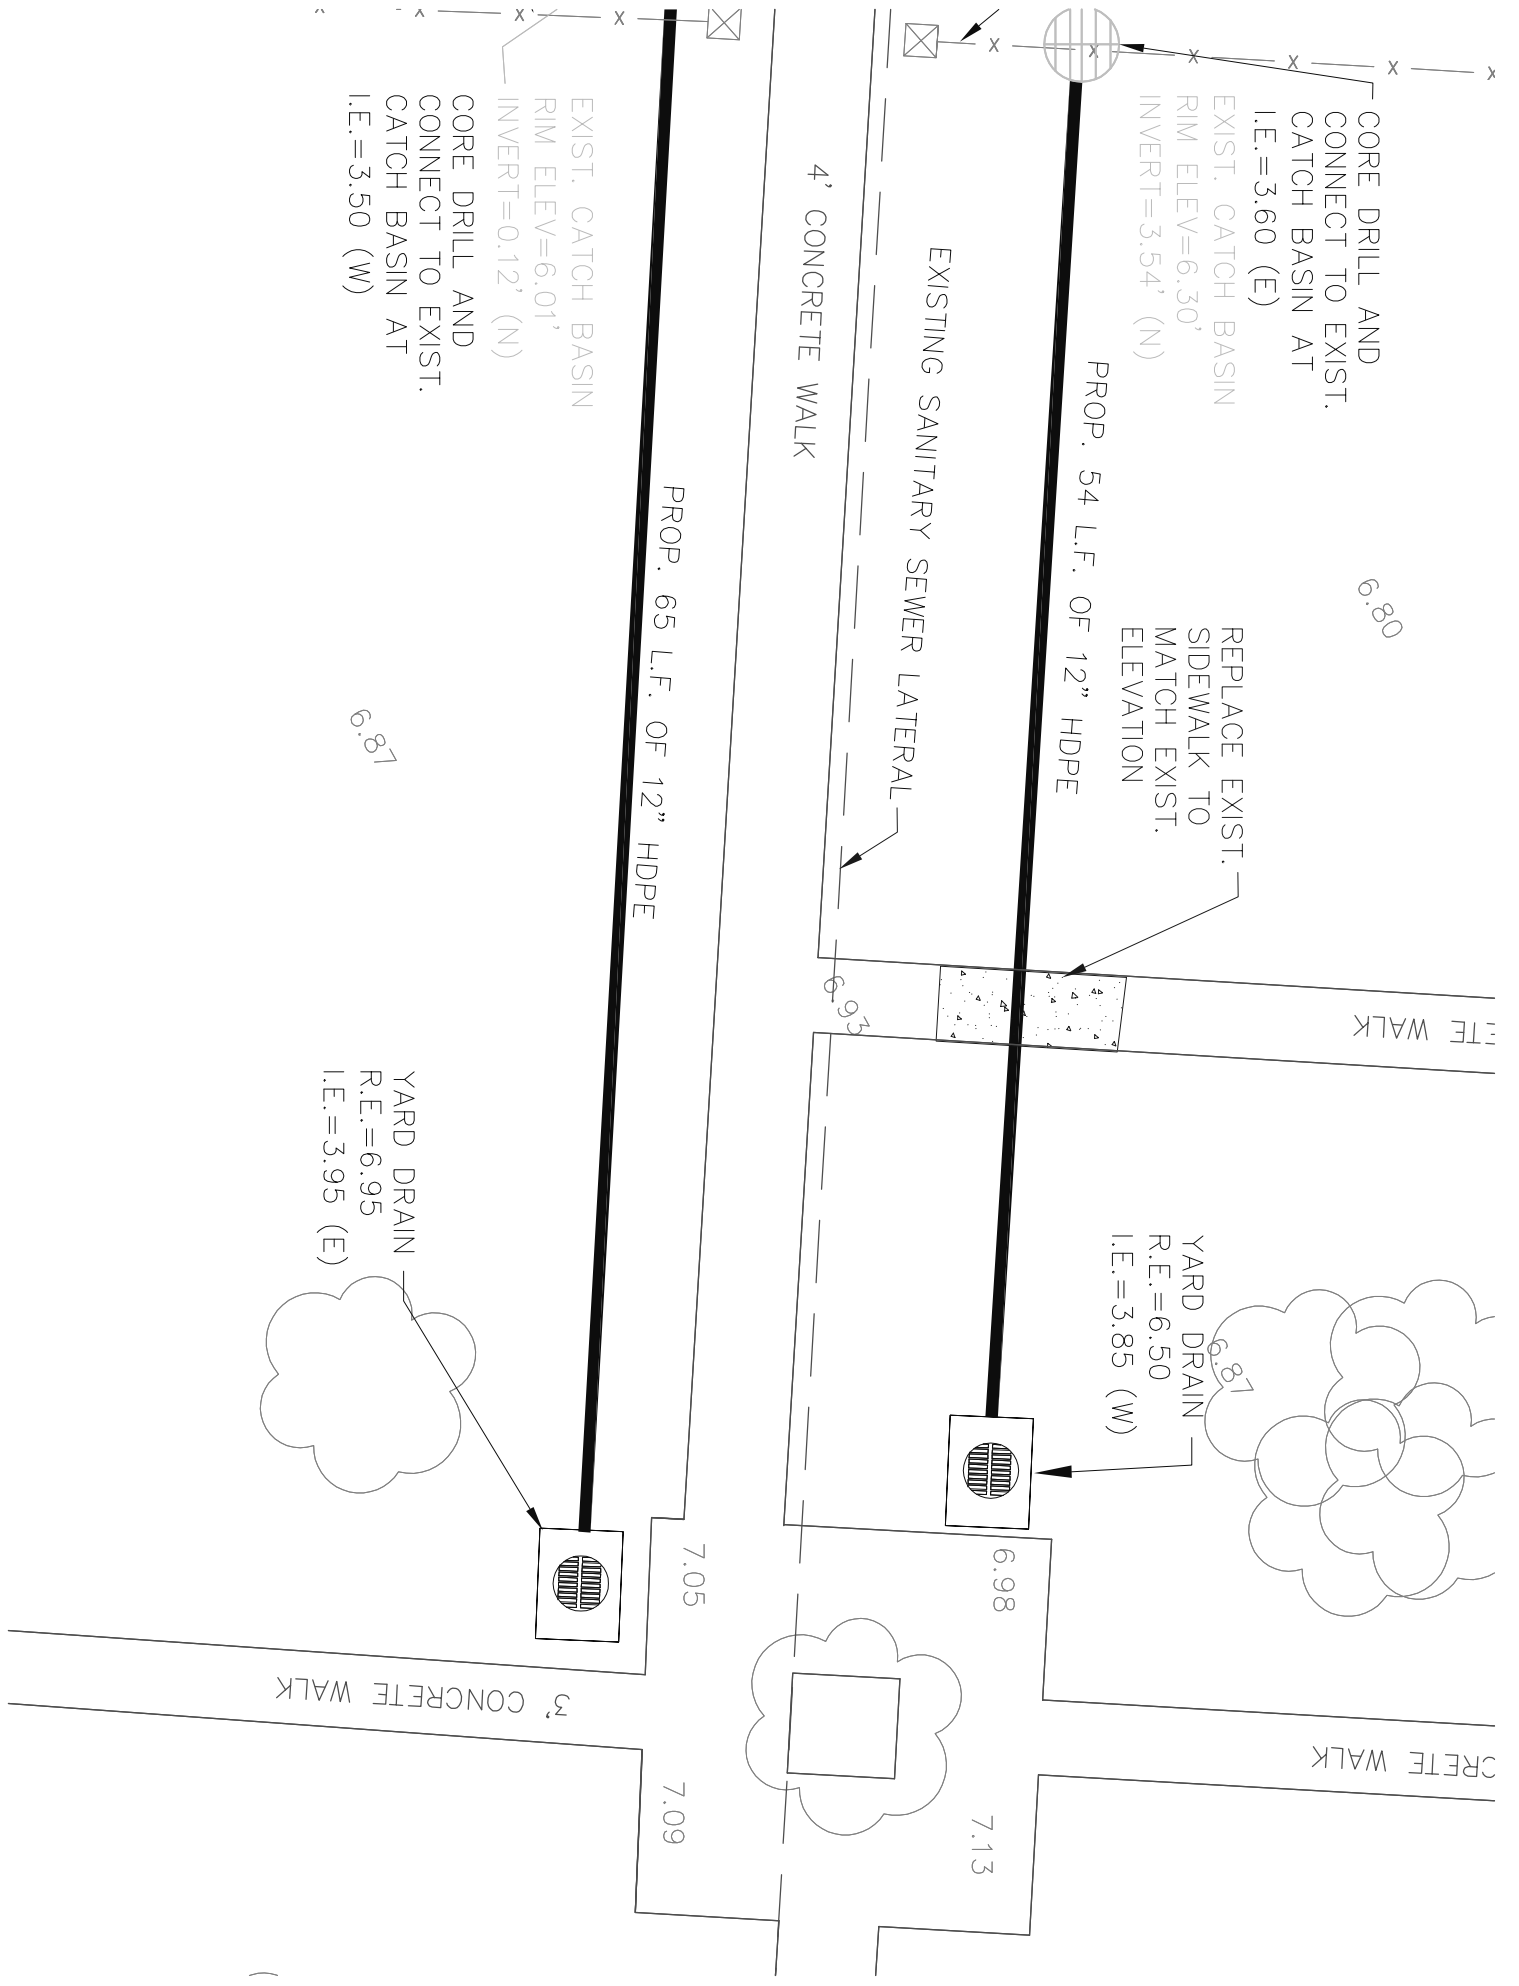 CORE DRILL AND
CONNECT TO EXIST.
CATCH BASIN AT
I.E.=3.60 (E)
EXIST. CATCH BASIN
RIM ELEV=6.30'
INVERT=3.54' (N)
6.80
REPLACE EXIST.
SIDEWALK TO
MATCH EXIST.
ELEVATION
PROP. 54 L.F. OF 12" HDPE
EXISTING SANITARY SEWER LATERAL
4' CONCRETE WALK
PROP. 65 L.F. OF 12" HDPE
EXIST. CATCH BASIN
RIM ELEV=6.01'
INVERT=0.12' (N)
CORE DRILL AND
CONNECT TO EXIST.
CATCH BASIN AT
I.E.=3.50 (W)
6.87
6.93
ETE WALK
YARD DRAIN
R.E.=6.50
I.E.=3.85 (W)
6.87
YARD DRAIN
R.E.=6.95
I.E.=3.95 (E)
6.98
7.05
3' CONCRETE WALK
CRETE WALK
7.13
7.09
X
X
X
X
X
X
X
X
X
X